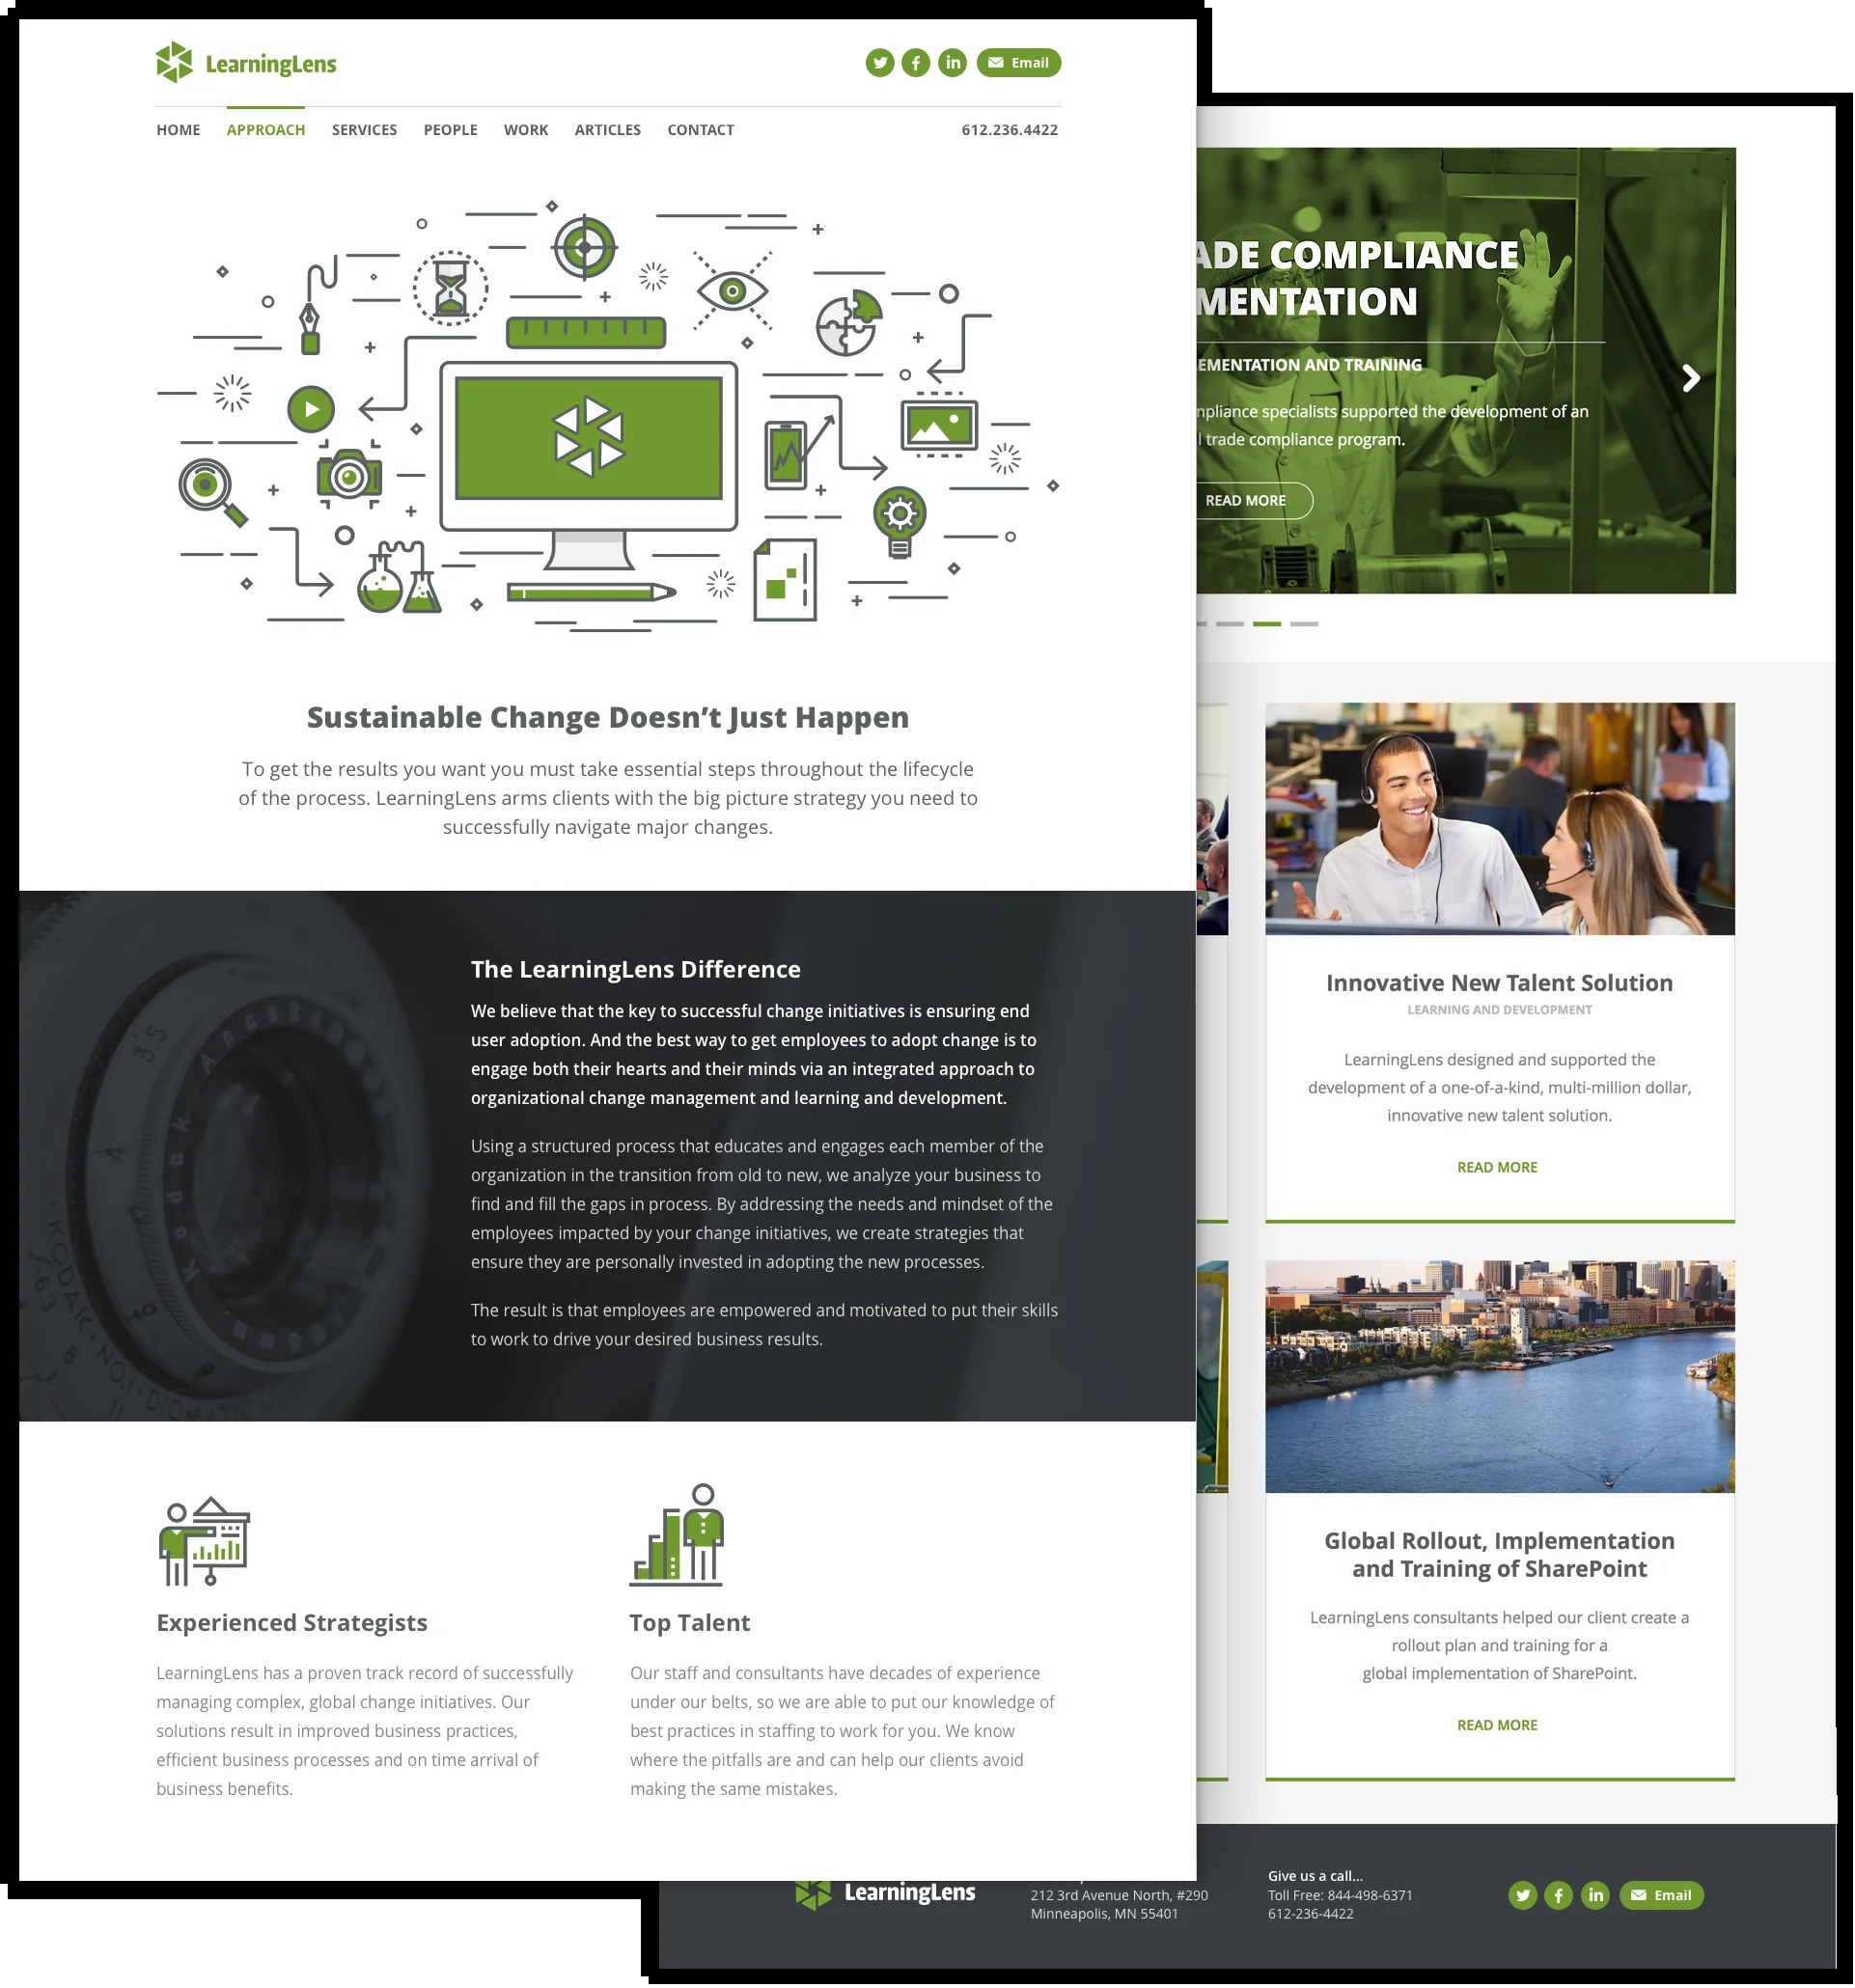 LearningLens
Email
HOME
APPROACH
SERVICES
PEOPLE
WORK
ARTICLES
CONTACT
612.236.4422
Sustainable Change Doesn’t Just Happen
To get the results you want you must take essential steps throughout the lifecycle
of the process. LearningLens arms clients with the big picture strategy you need to
successfully navigate major changes.
The LearningLens Difference
We believe that the key to successful change initiatives is ensuring end
user adoption. And the best way to get employees to adopt change is to
engage both their hearts and their minds via an integrated approach to
organizational change management and learning and development.
Using a structured process that educates and engages each member of the
organization in the transition from old to new, we analyze your business to
find and fill the gaps in process. By addressing the needs and mindset of the
employees impacted by your change initiatives, we create strategies that
ensure they are personally invested in adopting the new processes.
The result is that employees are empowered and motivated to put their skills
to work to drive your desired business results.
Kodak Anastig
3.5
4
KODAK
NO.
Experienced Strategists
LearningLens has a proven track record of successfully
managing complex, global change initiatives. Our
solutions result in improved business practices,
efficient business processes and on time arrival of
business benefits.
Top Talent
Our staff and consultants have decades of experience
under our belts, so we are able to put our knowledge of
best practices in staffing to work for you. We know
where the pitfalls are and can help our clients avoid
making the same mistakes.
ADE COMPLIANCE
MENTATION
EMENTATION AND TRAINING
mpliance specialists supported the development of an
l trade compliance program.
READ MORE
Innovative New Talent Solution
LEARNING AND DEVELOPMENT
LearningLens designed and supported the
development of a one-of-a-kind, multi-million dollar,
innovative new talent solution.
READ MORE
Global Rollout, Implementation
and Training of SharePoint
LearningLens consultants helped our client create a
rollout plan and training for a
global implementation of SharePoint.
READ MORE
LearningLens
212 3rd Avenue North, #290
Minneapolis, MN 55401
Give us a call...
Toll Free: 844-498-6371
612-236-4422
Email